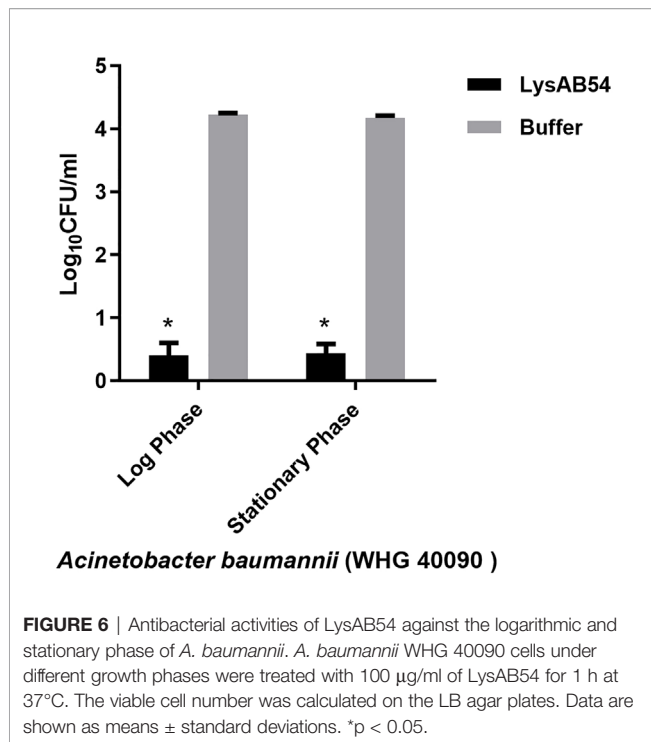 5
4
3
2
1
0
Log₁₀CFU/ml
LysAB54
Buffer
*
*
Log Phase
Stationary Phase
Acinetobacter baumannii (WHG 40090 )
FIGURE 6 | Antibacterial activities of LysAB54 against the logarithmic and
stationary phase of A. baumannii. A. baumannii WHG 40090 cells under
different growth phases were treated with 100 μg/ml of LysAB54 for 1 h at
37°C. The viable cell number was calculated on the LB agar plates. Data are
shown as means ± standard deviations. *p < 0.05.